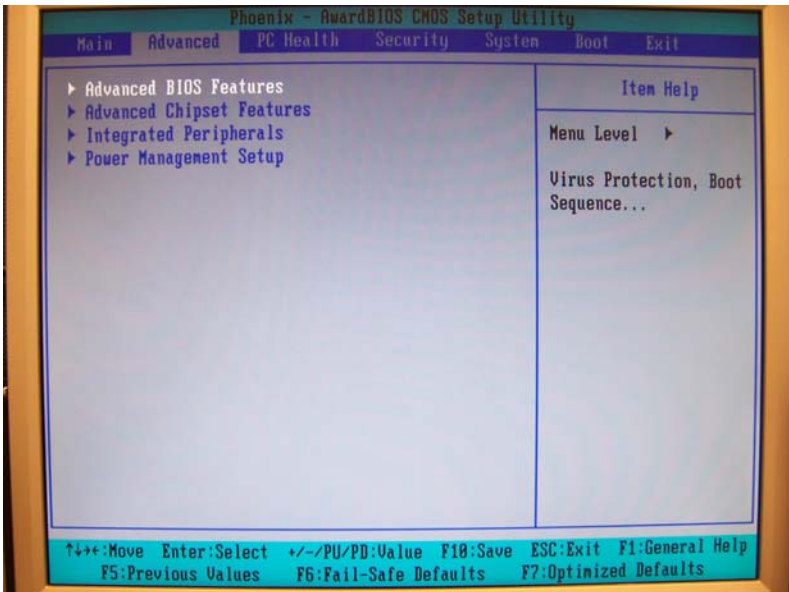 Phoenix - AwardBIOS CMOS Setup Utility
Main Advanced PC Health Security System Boot Exit
▶ Advanced BIOS Features
▶ Advanced Chipset Features
▶ Integrated Peripherals
▶ Power Management Setup
Item Help
Menu Level ▶
Virus Protection, Boot
Sequence...
↑↓→←:Move Enter:Select +/-/PU/PD:Value F10:Save ESC:Exit F1:General Help
F5:Previous Values F6:Fail-Safe Defaults F7:Optimized Defaults